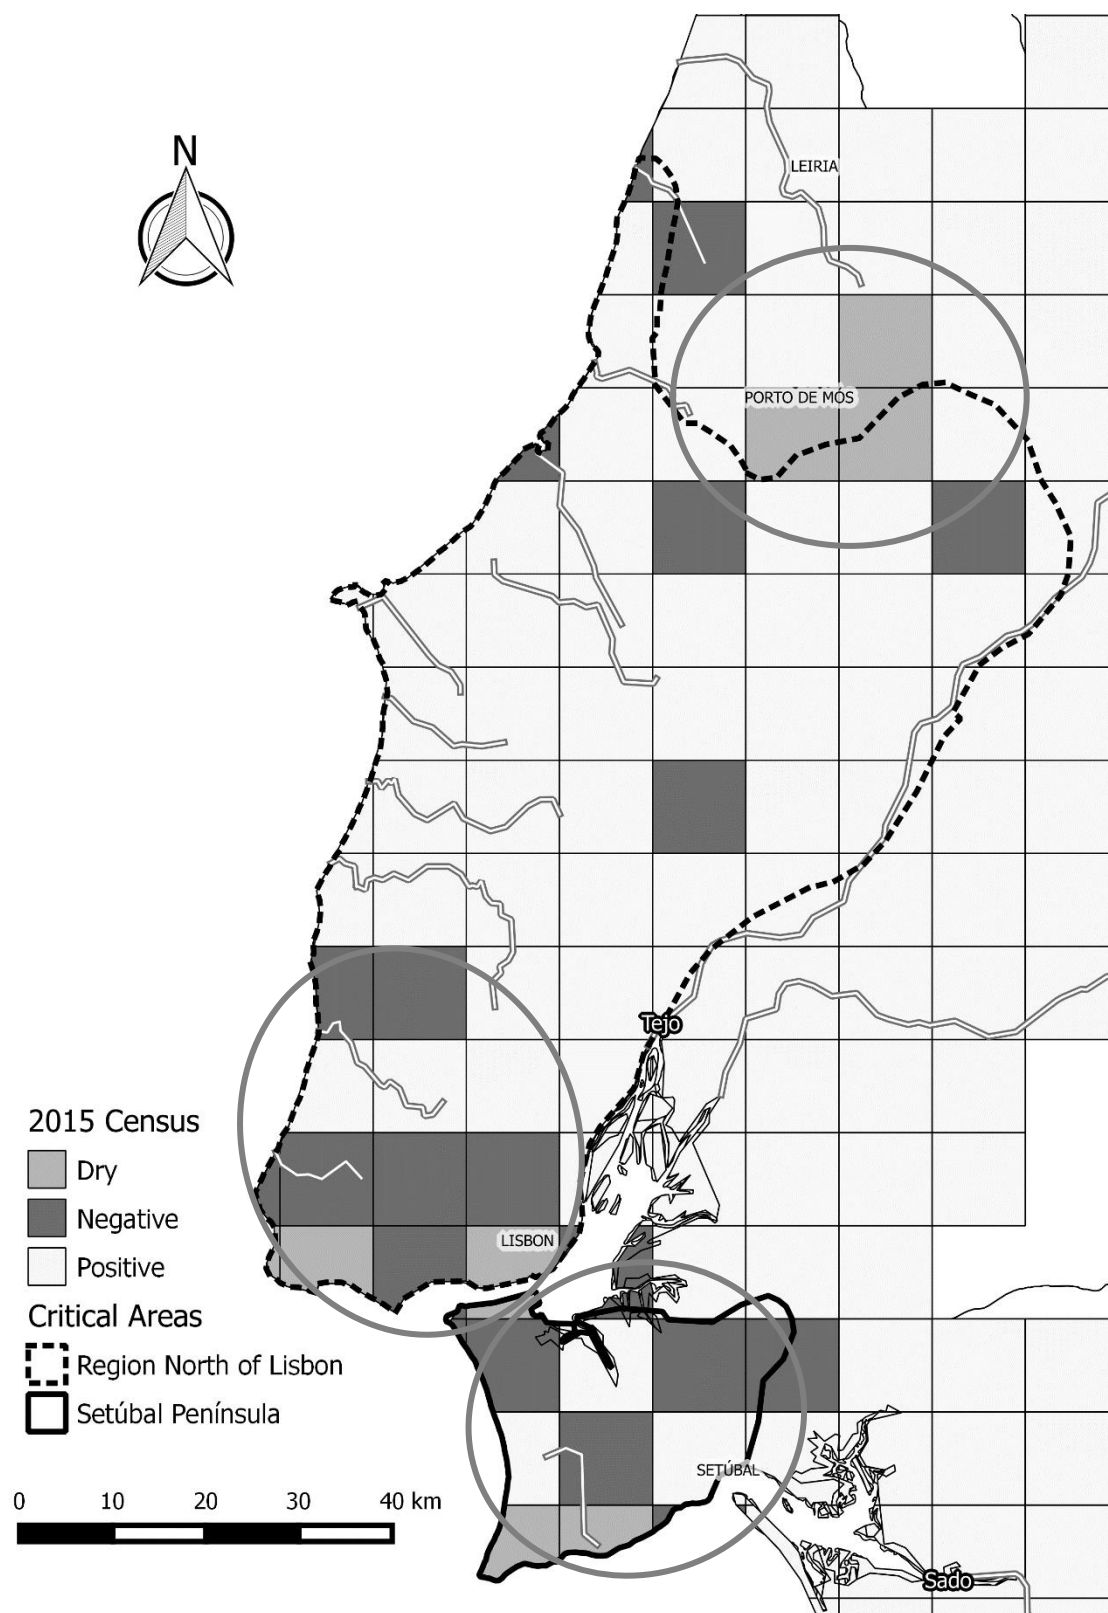 N
LEIRIA
PORTO DE MÓS
Tejo
2015 Census
Dry
Negative
Positive
LISBON
Critical Areas
Region North of Lisbon
Setúbal Península
SETÚBAL
0 10 20 30 40 km
Sado